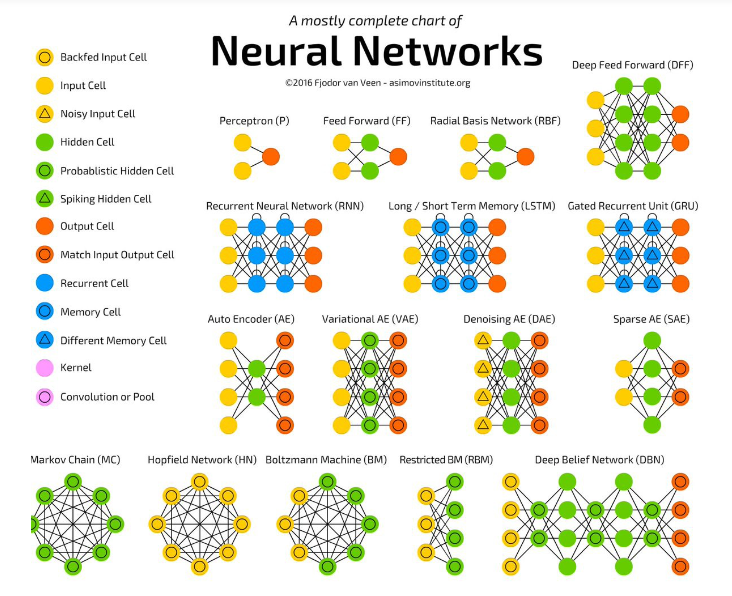 A mostly complete chart of
Neural Networks
©2016 Fjodor van Veen - asimovinstitute.org
Backfed Input Cell
Input Cell
Noisy Input Cell
Hidden Cell
Probablistic Hidden Cell
Spiking Hidden Cell
Output Cell
Match Input Output Cell
Recurrent Cell
Memory Cell
Different Memory Cell
Kernel
Convolution or Pool
Deep Feed Forward (DFF)
Perceptron (P)
Feed Forward (FF)
Radial Basis Network (RBF)
Recurrent Neural Network (RNN)
Long / Short Term Memory (LSTM)
Gated Recurrent Unit (GRU)
Auto Encoder (AE)
Variational AE (VAE)
Denoising AE (DAE)
Sparse AE (SAE)
Markov Chain (MC)
Hopfield Network (HN)
Boltzmann Machine (BM)
Restricted BM (RBM)
Deep Belief Network (DBN)